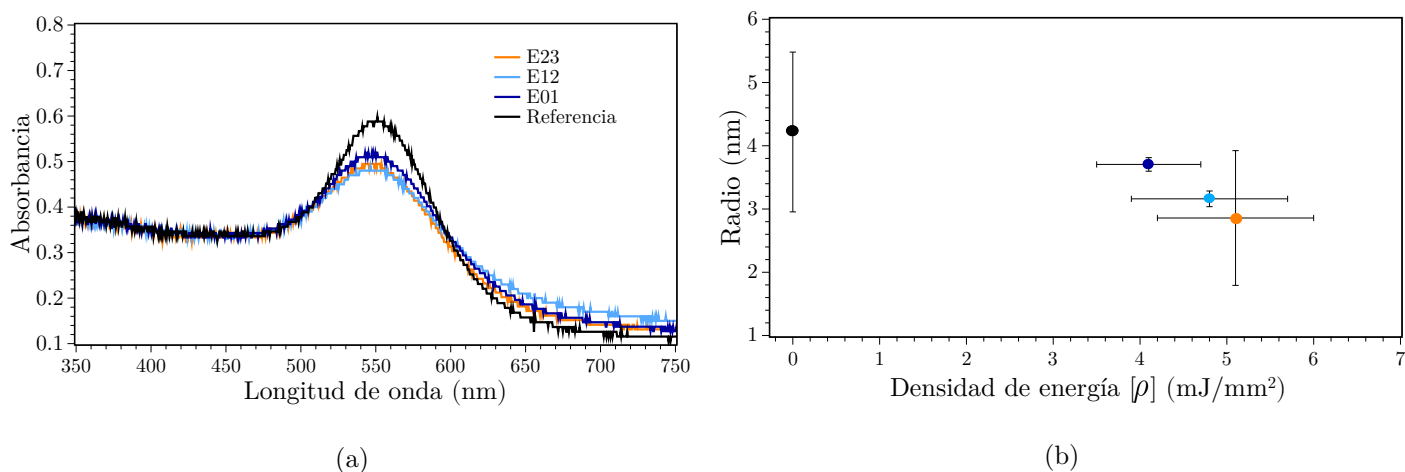 0.8
0.7
0.6
0.5
0.4
0.3
0.2
0.1
Absorbancia
E23
E12
E01
Referencia
350 400 450 500 550 600 650 700 750
Longitud de onda (nm)
(a)
6
5
4
3
2
1
Radio (nm)
0 1 2 3 4 5 6 7
Densidad de energía [ρ] (mJ/mm²)
(b)